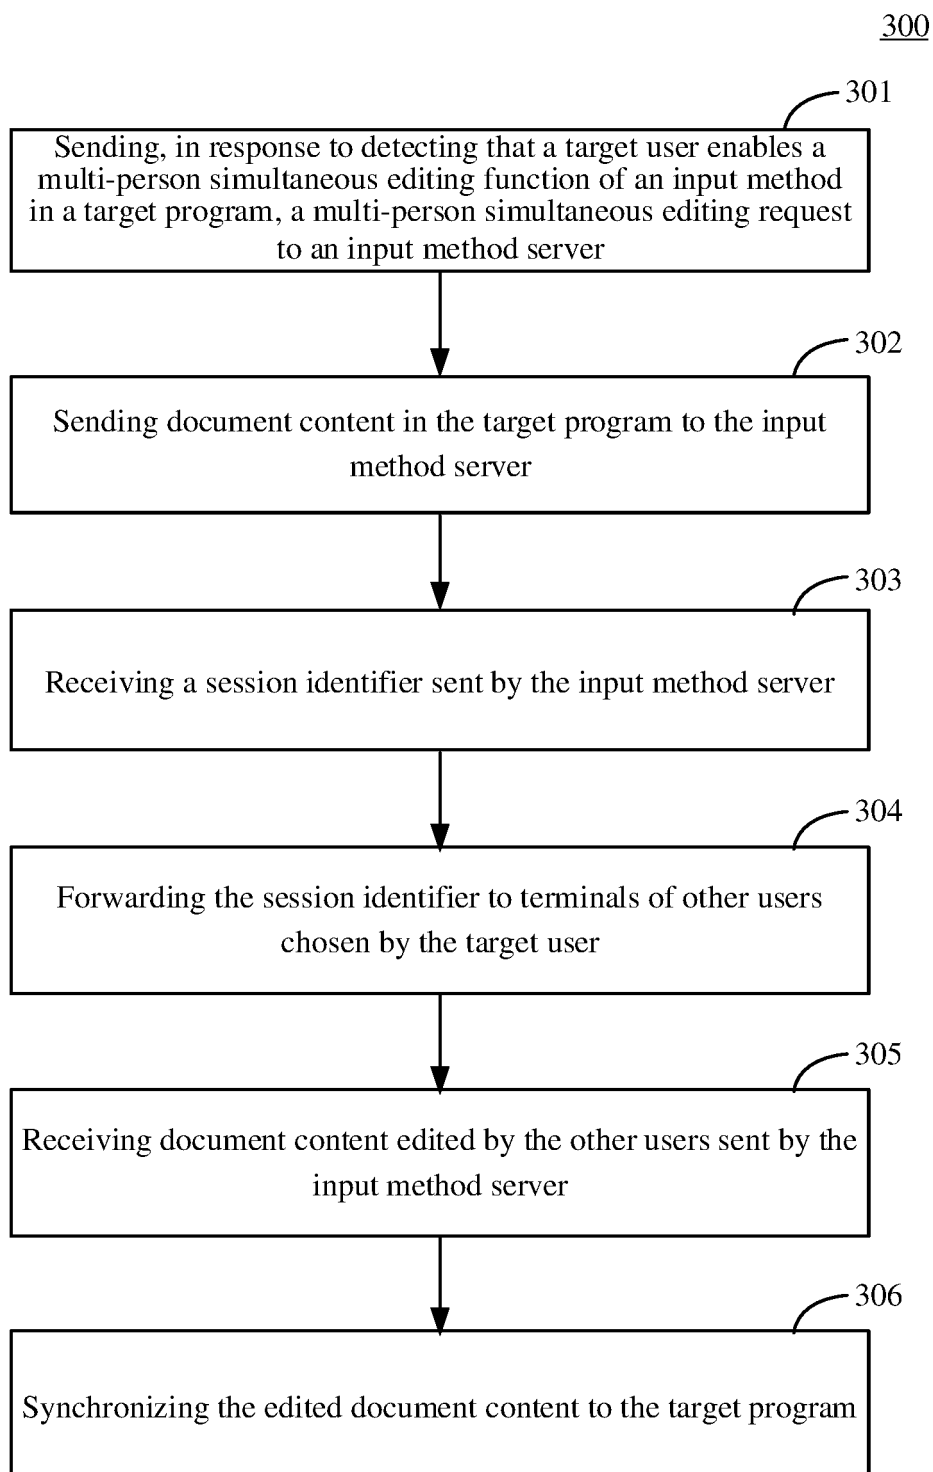 300
301
Sending, in response to detecting that a target user enables a
multi-person simultaneous editing function of an input method
in a target program, a multi-person simultaneous editing request
to an input method server
302
Sending document content in the target program to the input
method server
303
Receiving a session identifier sent by the input method server
304
Forwarding the session identifier to terminals of other users
chosen by the target user
305
Receiving document content edited by the other users sent by the
input method server
306
Synchronizing the edited document content to the target program